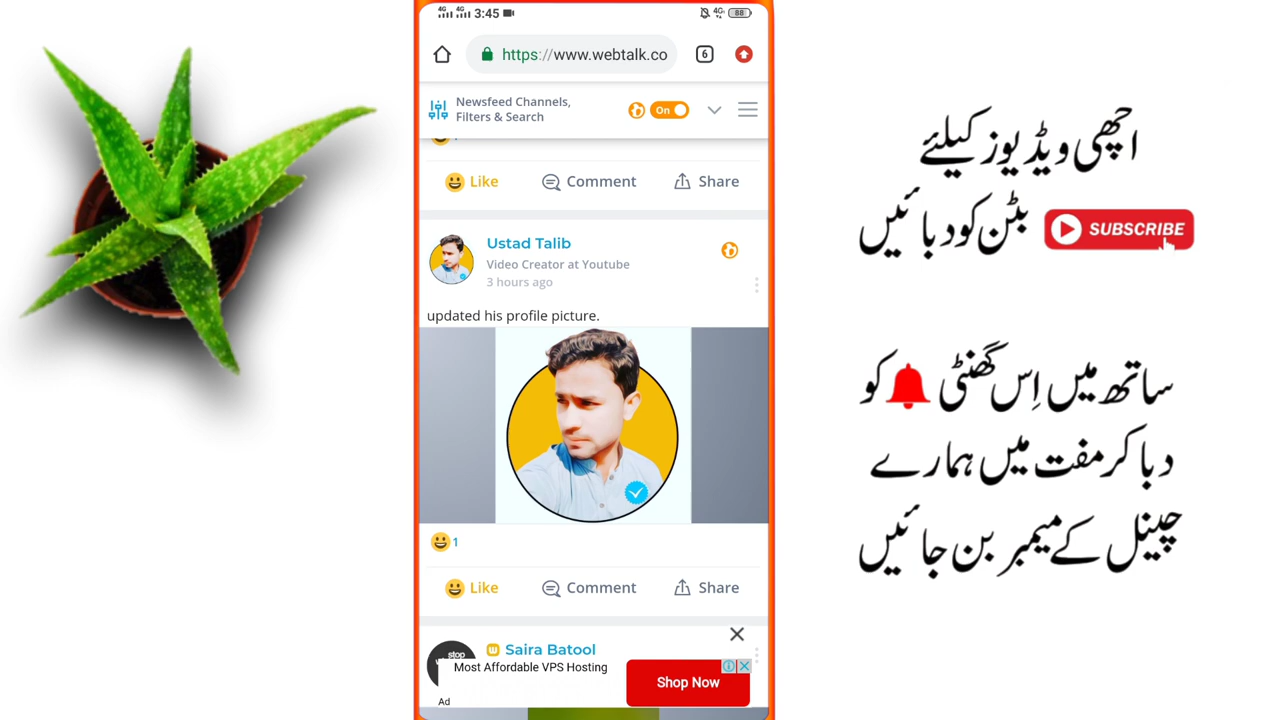 3:45
4G
88
https://www.webtalk.co
6
Newsfeed Channels,
Filters & Search
On
Like
Comment
Share
Ustad Talib
Video Creator at Youtube
3 hours ago
updated his profile picture.
1
Like
Comment
Share
Saira Batool
Most Affordable VPS Hosting
Ad
Shop Now
اچھی ویڈیوز کیلئے
بٹن کو دبائیں
SUBSCRIBE
ساتھ میں اِس گھنٹی کو
دبا کر مفت میں ہمارے
چینل کے میمبر بن جائیں